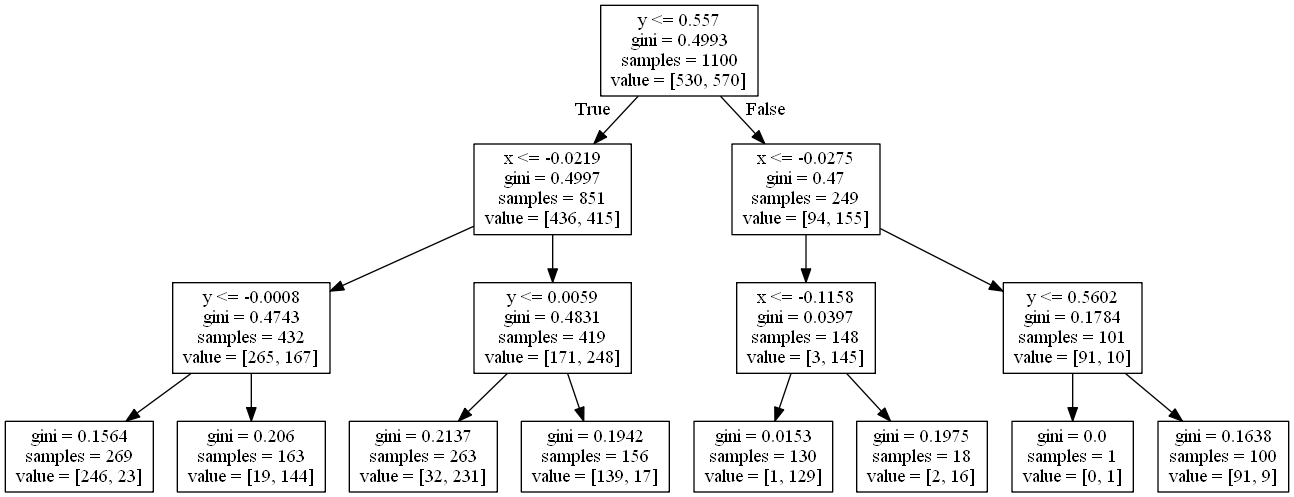 y <= 0.557
gini = 0.4993
samples = 1100
value = [530, 570]
True
False
x <= -0.0219
gini = 0.4997
samples = 851
value = [436, 415]
x <= -0.0275
gini = 0.47
samples = 249
value = [94, 155]
y <= -0.0008
gini = 0.4743
samples = 432
value = [265, 167]
y <= 0.0059
gini = 0.4831
samples = 419
value = [171, 248]
x <= -0.1158
gini = 0.0397
samples = 148
value = [3, 145]
y <= 0.5602
gini = 0.1784
samples = 101
value = [91, 10]
gini = 0.1564
samples = 269
value = [246, 23]
gini = 0.206
samples = 163
value = [19, 144]
gini = 0.2137
samples = 263
value = [32, 231]
gini = 0.1942
samples = 156
value = [139, 17]
gini = 0.0153
samples = 130
value = [1, 129]
gini = 0.1975
samples = 18
value = [2, 16]
gini = 0.0
samples = 1
value = [0, 1]
gini = 0.1638
samples = 100
value = [91, 9]